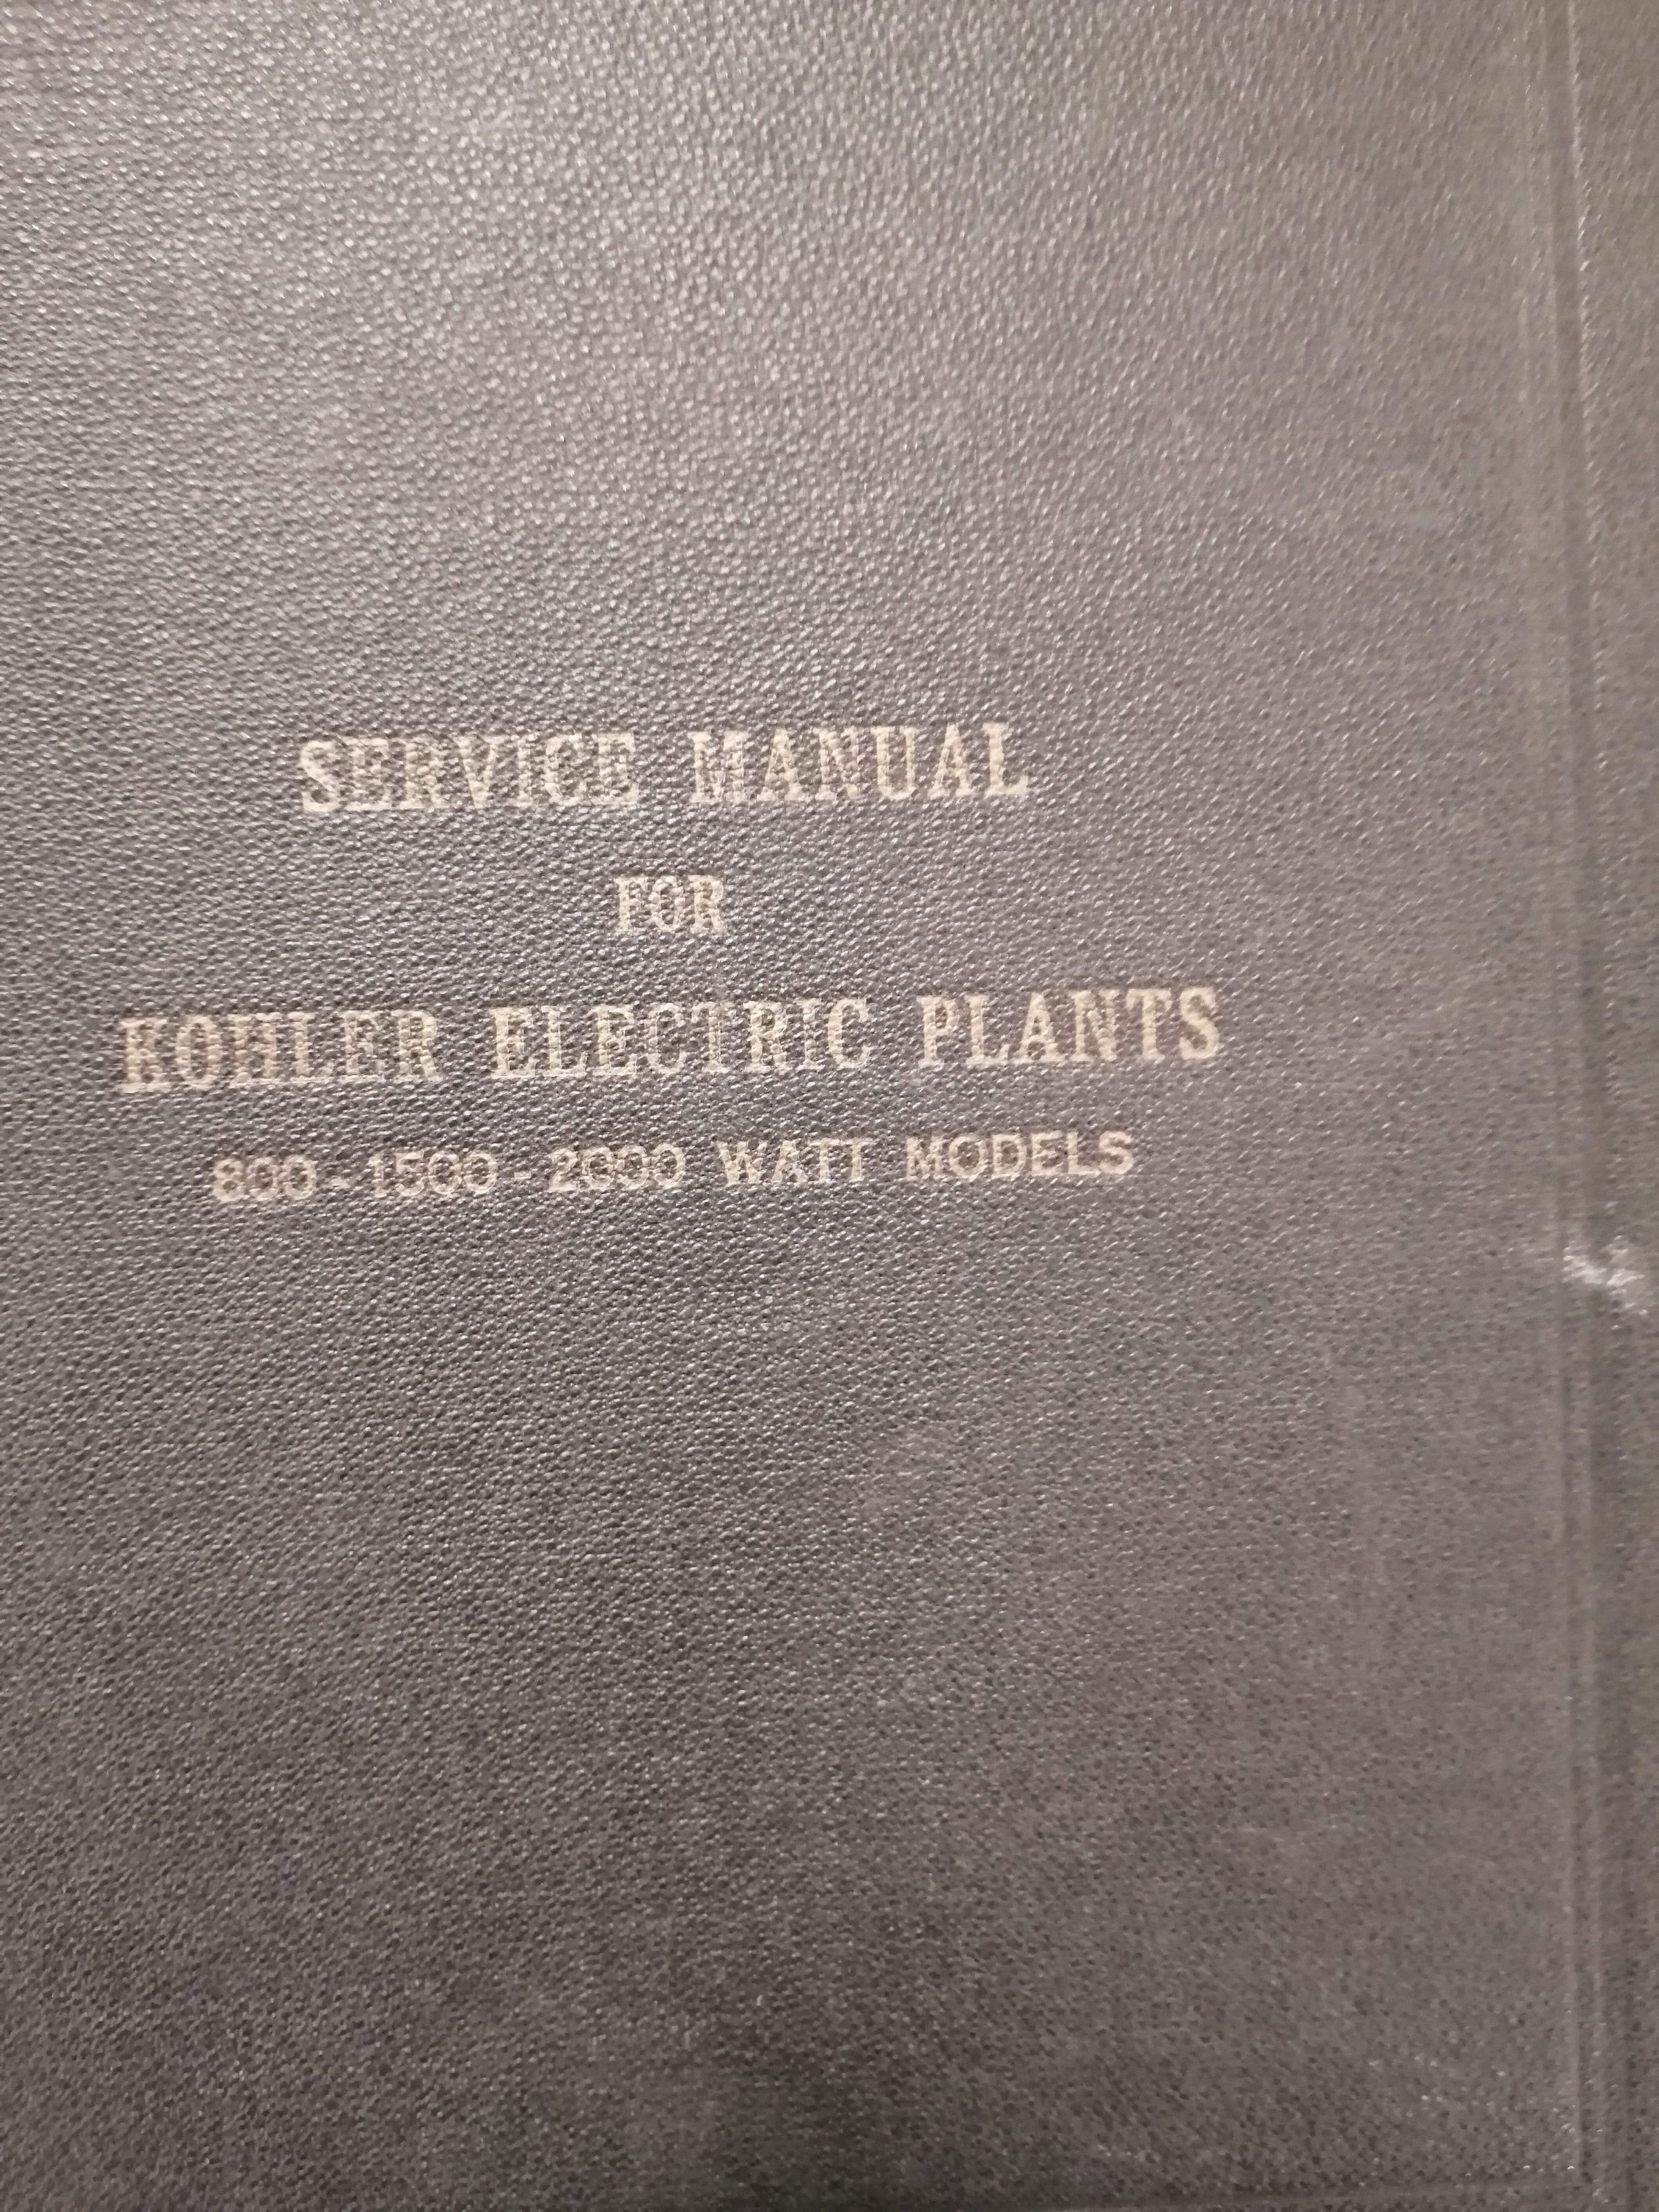 SERVICE MANUAL
FOR
KOHLER ELECTRIC PLANTS
800-1500-2000 WATT MODELS